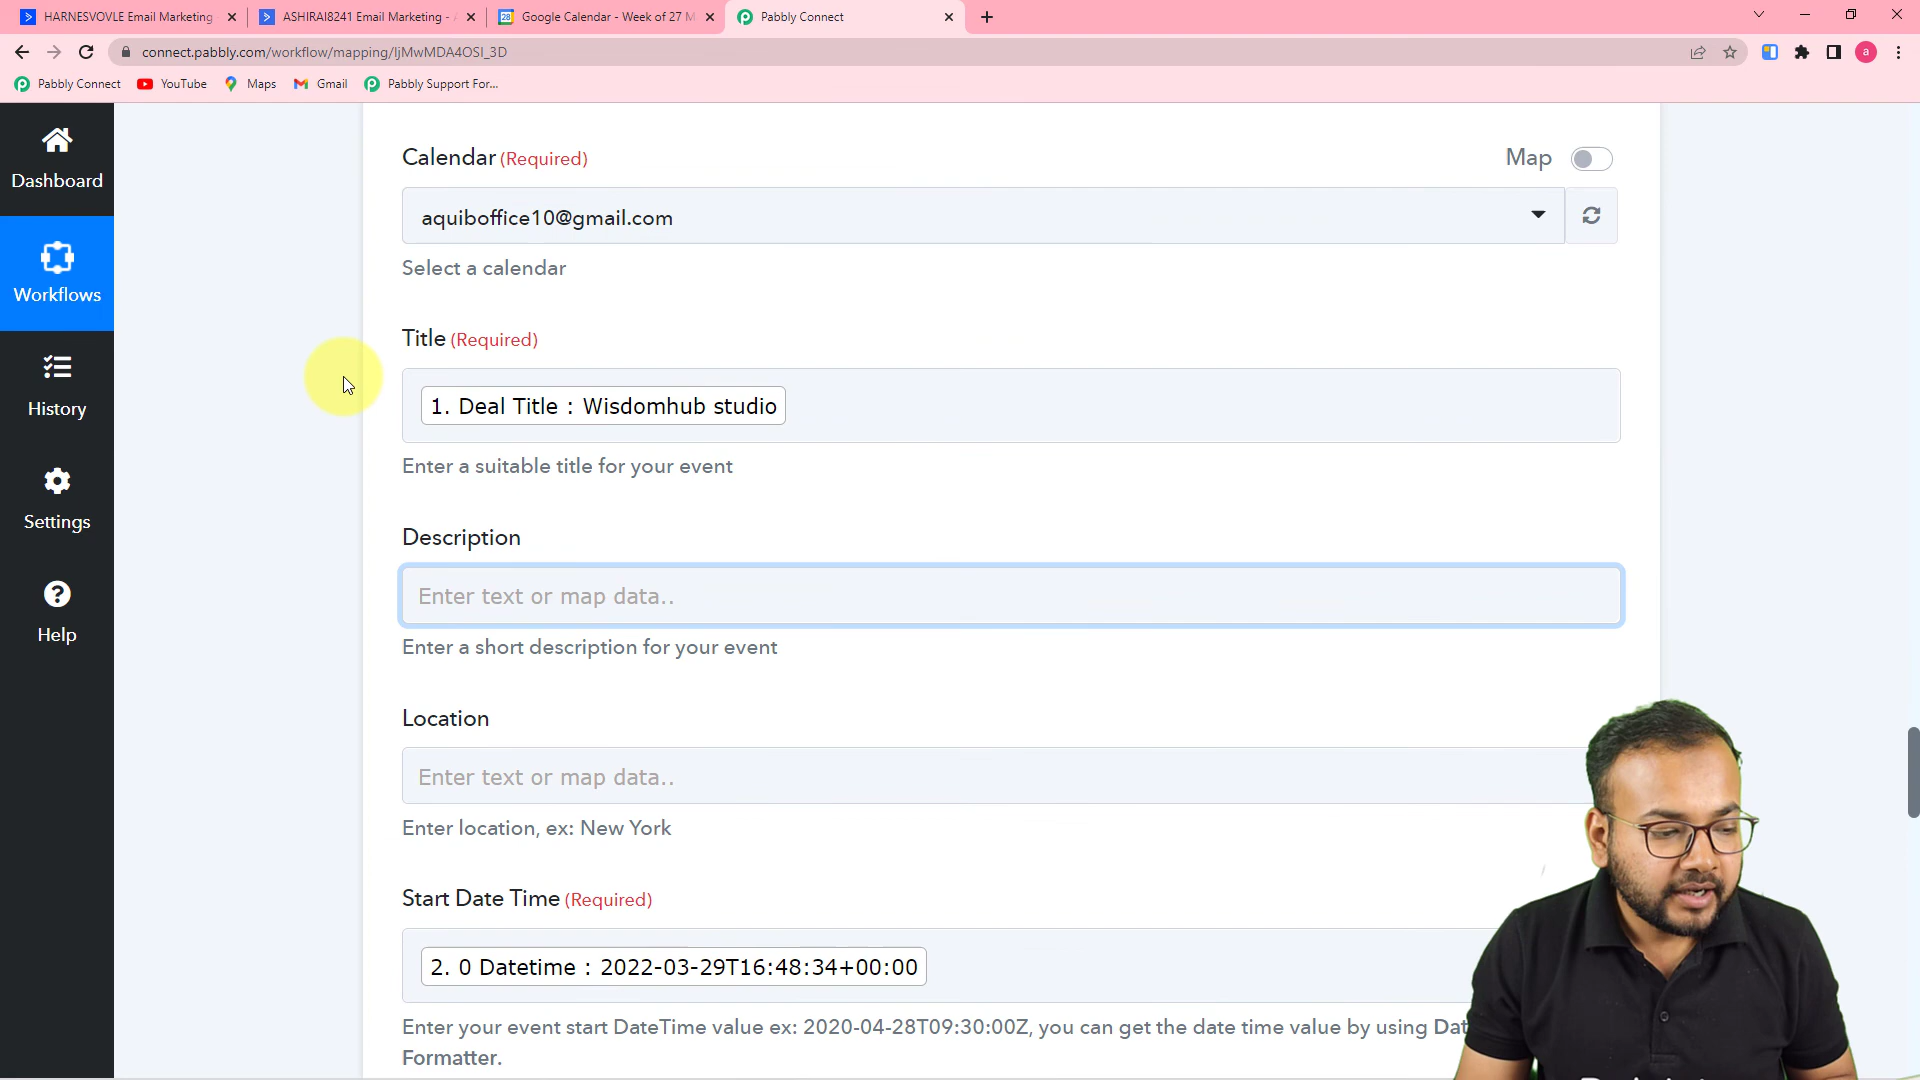 HARNESVOVLE Email Marketing
ASHIRAI8241 Email Marketing - A
28 Google Calendar - Week of 27 M
Pabbly Connect
connect.pabbly.com/workflow/mapping/IjMwMDA4OSI_3D
a
Pabbly Connect
YouTube
Maps
Gmail
Pabbly Support For...
Dashboard
Workflows
History
Settings
Help
Calendar (Required)
Map
aquiboffice10@gmail.com
Select a calendar
Title (Required)
1. Deal Title : Wisdomhub studio
Enter a suitable title for your event
Description
Enter text or map data..
Enter a short description for your event
Location
Enter text or map data..
Enter location, ex: New York
Start Date Time (Required)
2. 0 Datetime : 2022-03-29T16:48:34+00:00
Enter your event start DateTime value ex: 2020-04-28T09:30:00Z, you can get the date time value by using Dat
Formatter.